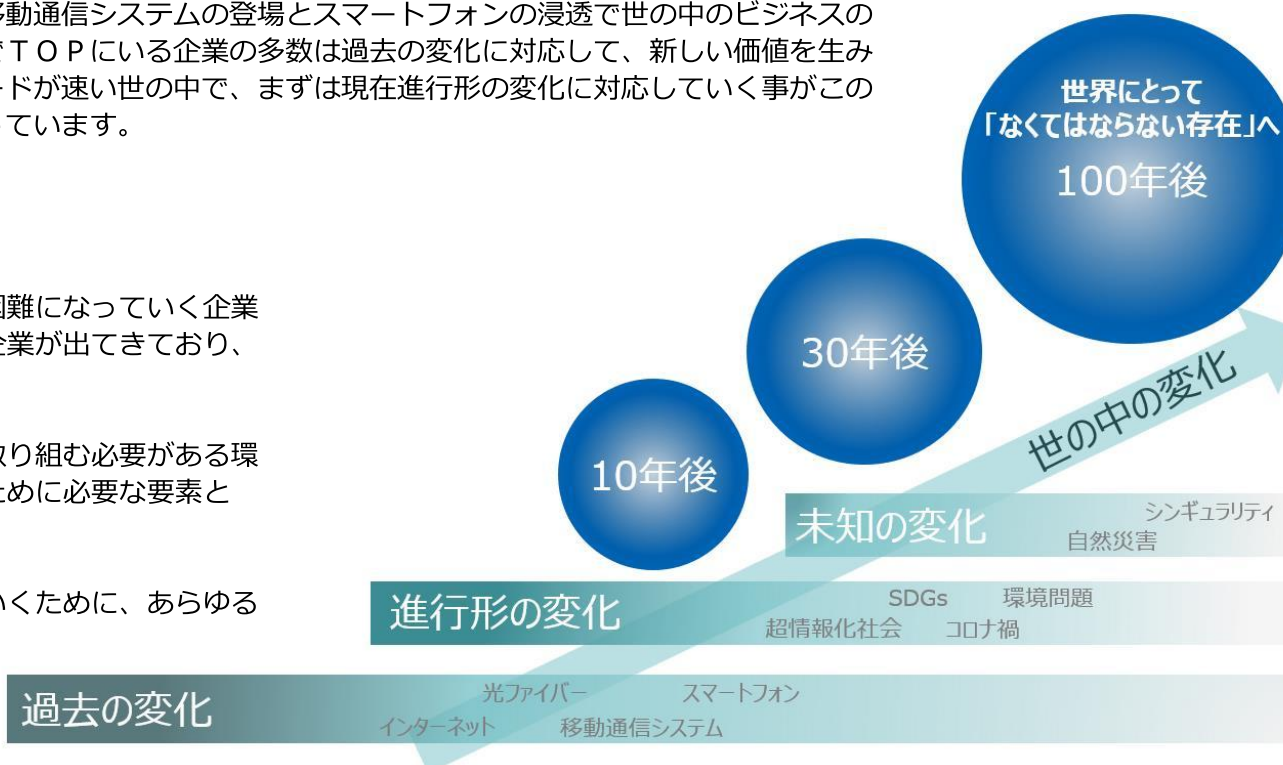 移動通信システムの登場とスマートフォンの浸透で世の中のビジネスの
でＴＯＰにいる企業の多数は過去の変化に対応して、新しい価値を生み
ードが速い世の中で、まずは現在進行形の変化に対応していく事がこの
ています。
困難になっていく企業
企業が出てきており、
取り組む必要がある環
ために必要な要素と
いくために、あらゆる
世界にとって
「なくてはならない存在」へ
100年後
30年後
10年後
世の中の変化
未知の変化
シンギュラリティ
自然災害
進行形の変化
SDGs 環境問題
超情報化社会 コロナ禍
過去の変化
光ファイバー スマートフォン
インターネット 移動通信システム